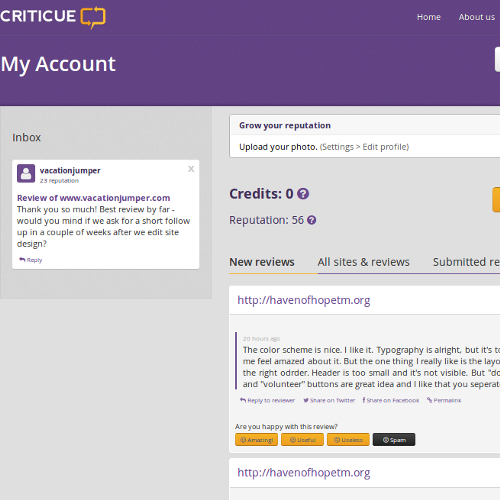 CRITICUE
Home
About us
My Account
Inbox
vacationjumper
x
23 reputation
Review of www.vacationjumper.com
Thank you so much! Best review by far -
would you mind if we ask for a short follow
up in a couple of weeks after we edit site
design?
Reply
Grow your reputation
Upload your photo. (Settings > Edit profile)
Credits: 0 ?
Reputation: 56 ?
New reviews
All sites & reviews
Submitted re
http://havenofhopetm.org
20 hours ago
The color scheme is nice. I like it. Typography is alright, but it's to
me feel amazed about it. But the one thing I really like is the layo
the right odrder. Header is too small and it's not visible. But "do
and "volunteer" buttons are great idea and I like that you seperat
Reply to reviewer
Share on Twitter
Share on Facebook
Permalink
Are you happy with this review?
Amazing!
Useful
Useless
Spam
http://havenofhopetm.org